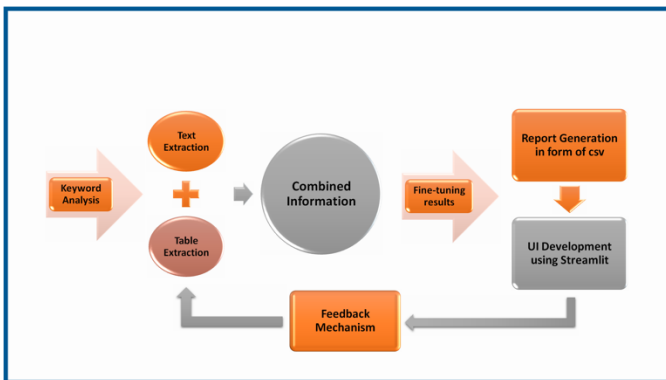 Keyword
Analysis
Text
Extraction
Table
Extraction
Combined
Information
Fine-tuning
results
Report Generation
in form of csv
UI Development
using Streamlit
Feedback
Mechanism